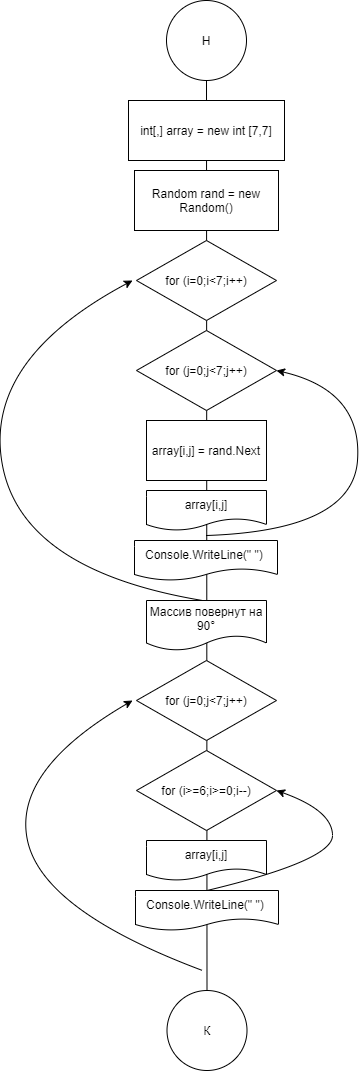 Н
int[,] array = new int [7,7]
Random rand = new
Random()
for (i=0;i<7;i++)
for (j=0;j<7;j++)
array[i,j] = rand.Next
array[i,j]
Console.WriteLine(" ")
Массив повернут на
90°
for (j=0;j<7;j++)
for (i>=6;i>=0;i--)
array[i,j]
Console.WriteLine(" ")
К